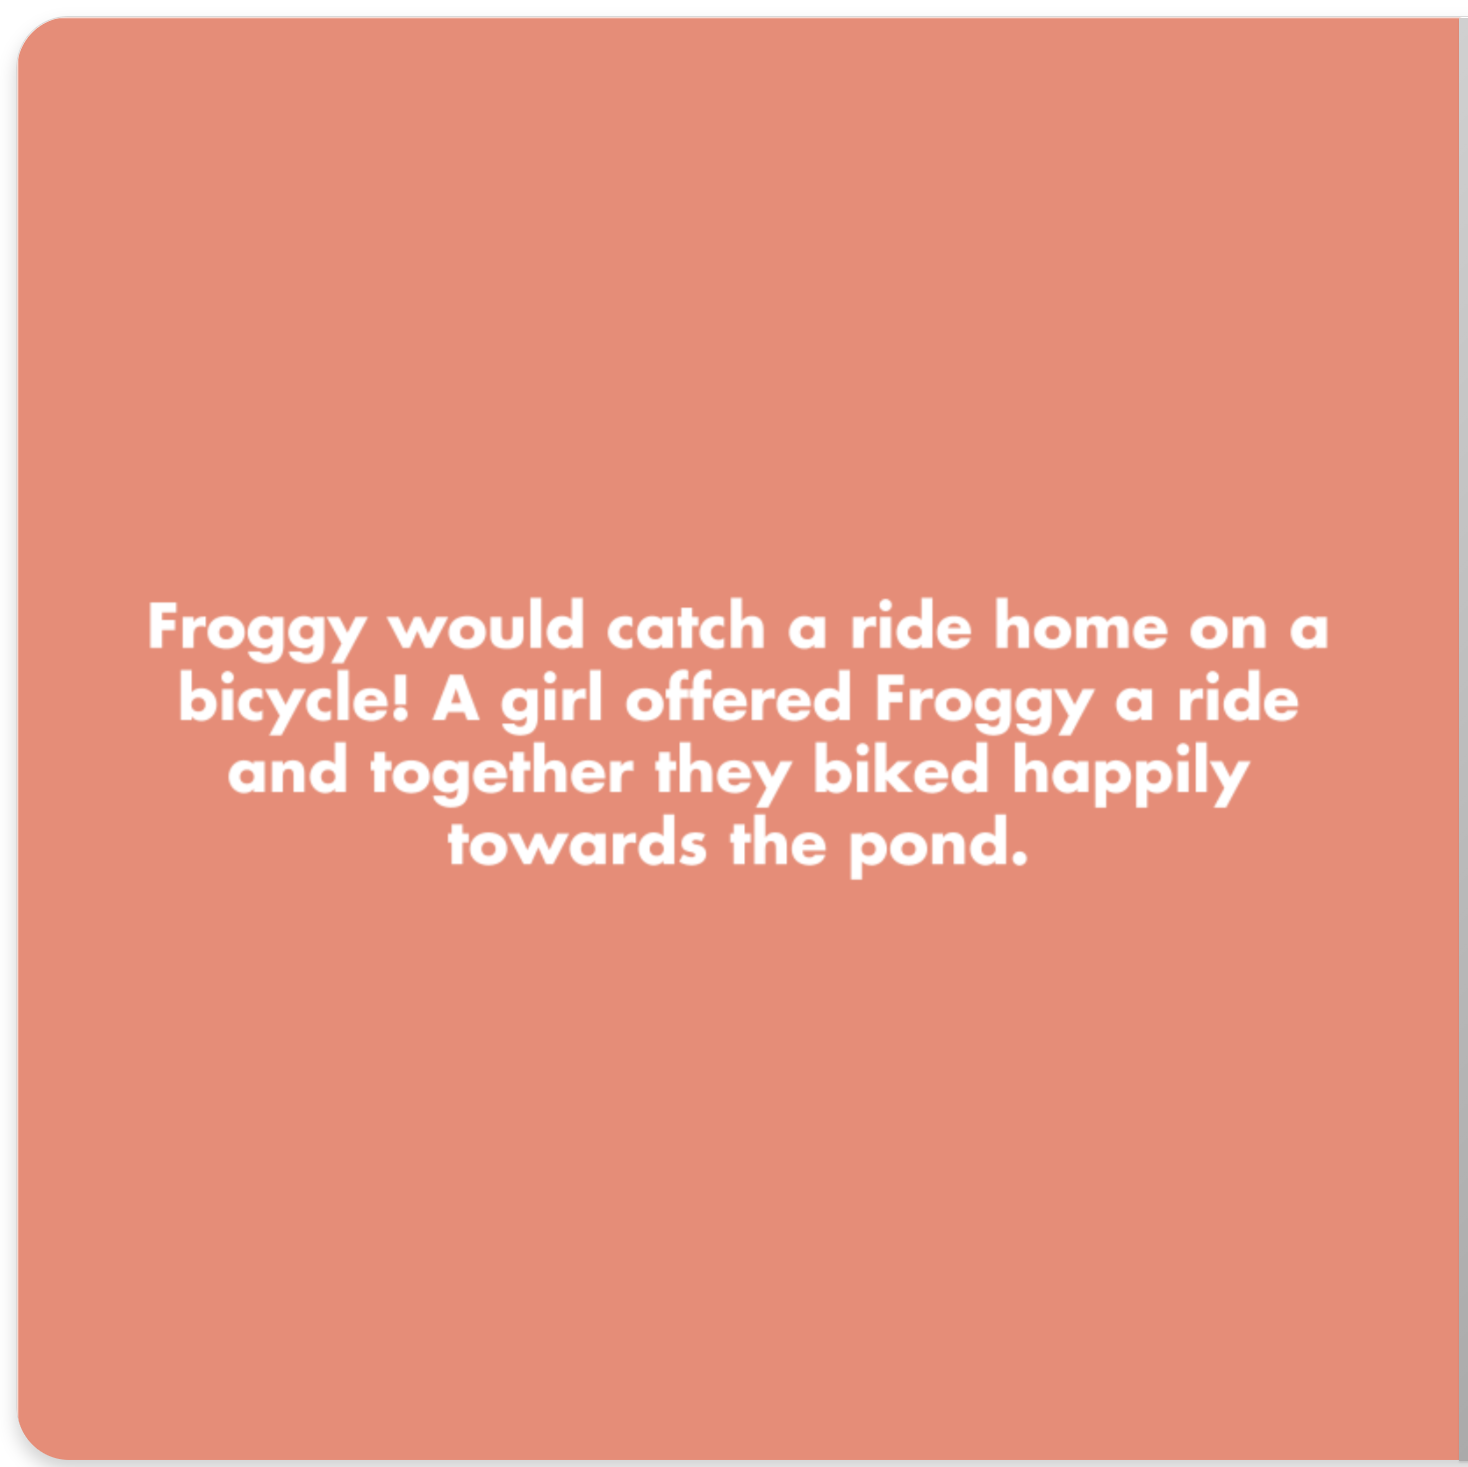 Froggy would catch a ride home on a
bicycle! A girl offered Froggy a ride
and together they biked happily
towards the pond.